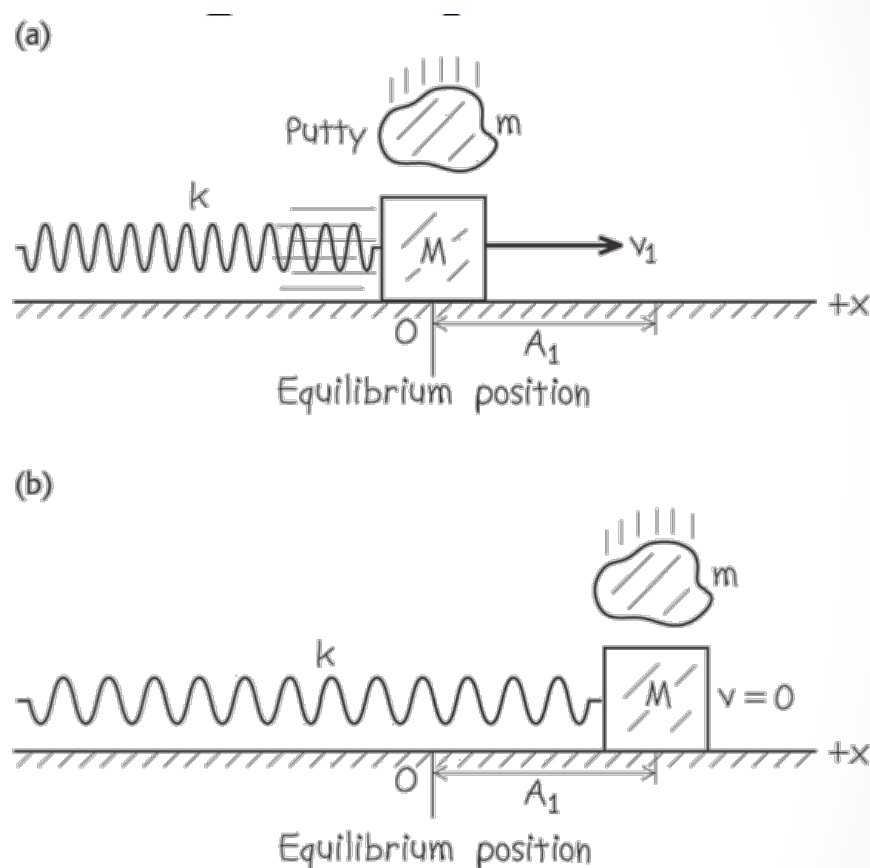 (a)
Putty m
k
M v₁
+x
O A₁
Equilibrium position
(b)
m
k
M v = 0
+x
O A₁
Equilibrium position